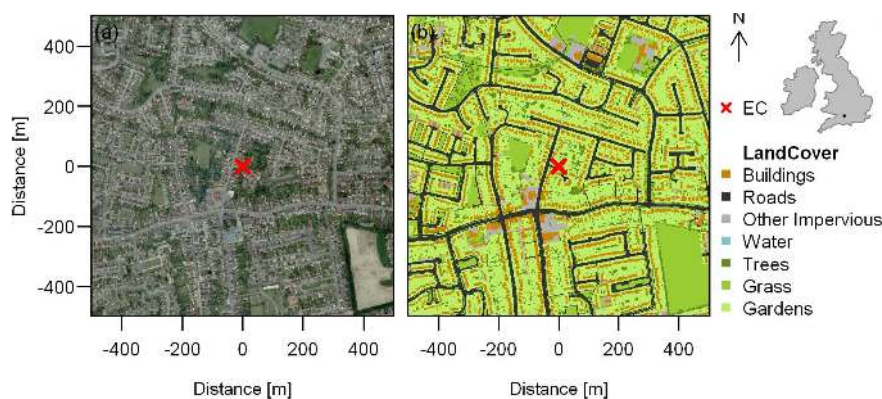 (a)
(b)
N
400
200
0
-200
-400
Distance [m]
-400 -200 0 200 400
-400 -200 0 200 400
Distance [m]
Distance [m]
EC
LandCover
Buildings
Roads
Other Impervious
Water
Trees
Grass
Gardens